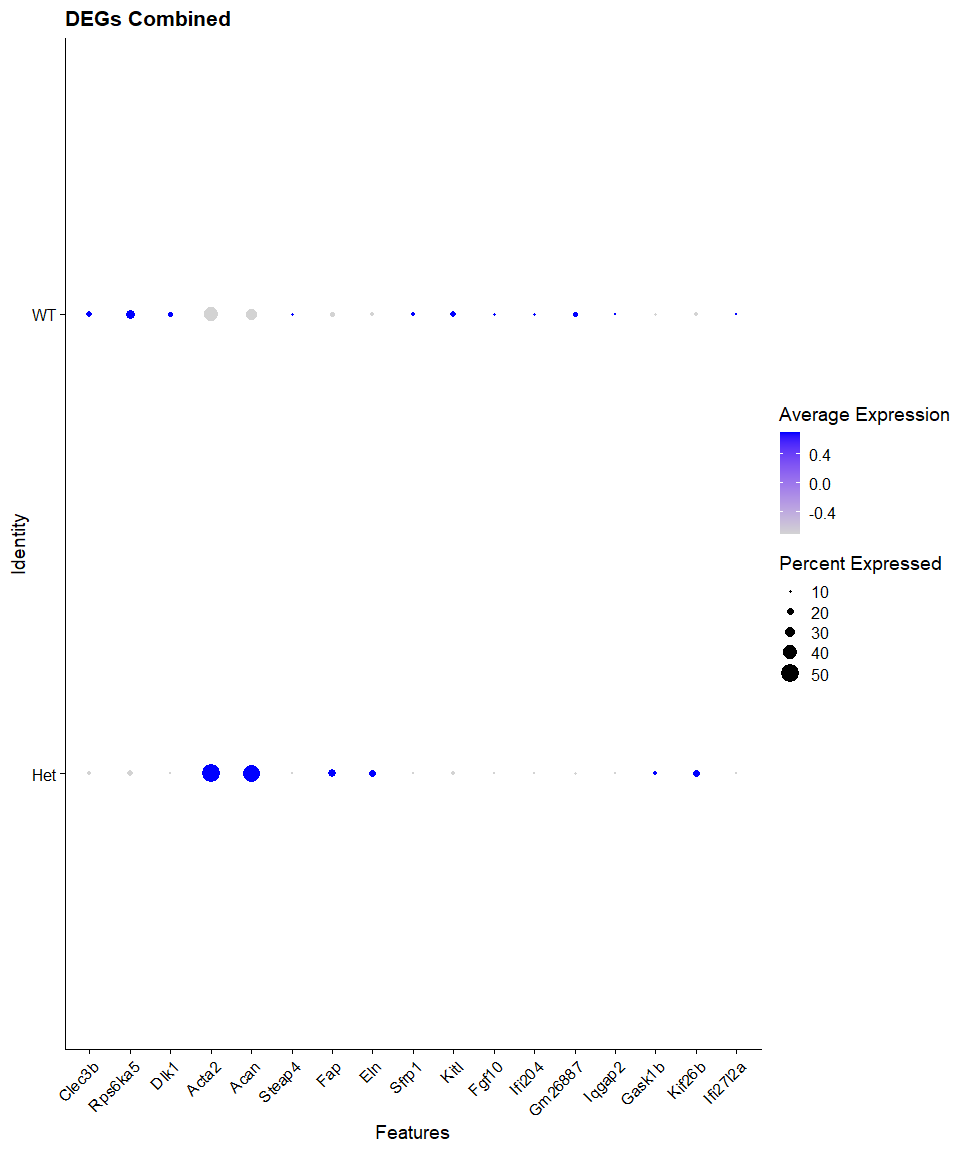 DEGs Combined
WT
Het
Identity
Clec3b
Rps6ka5
Dlk1
Acta2
Acan
Steap4
Fap
Eln
Sfrp1
Kitl
Fgf10
Ifi204
Gm26887
Iqgap2
Gask1b
Kif26b
Ifi27l2a
Features
Average Expression
0.4
0.0
-0.4
Percent Expressed
10
20
30
40
50